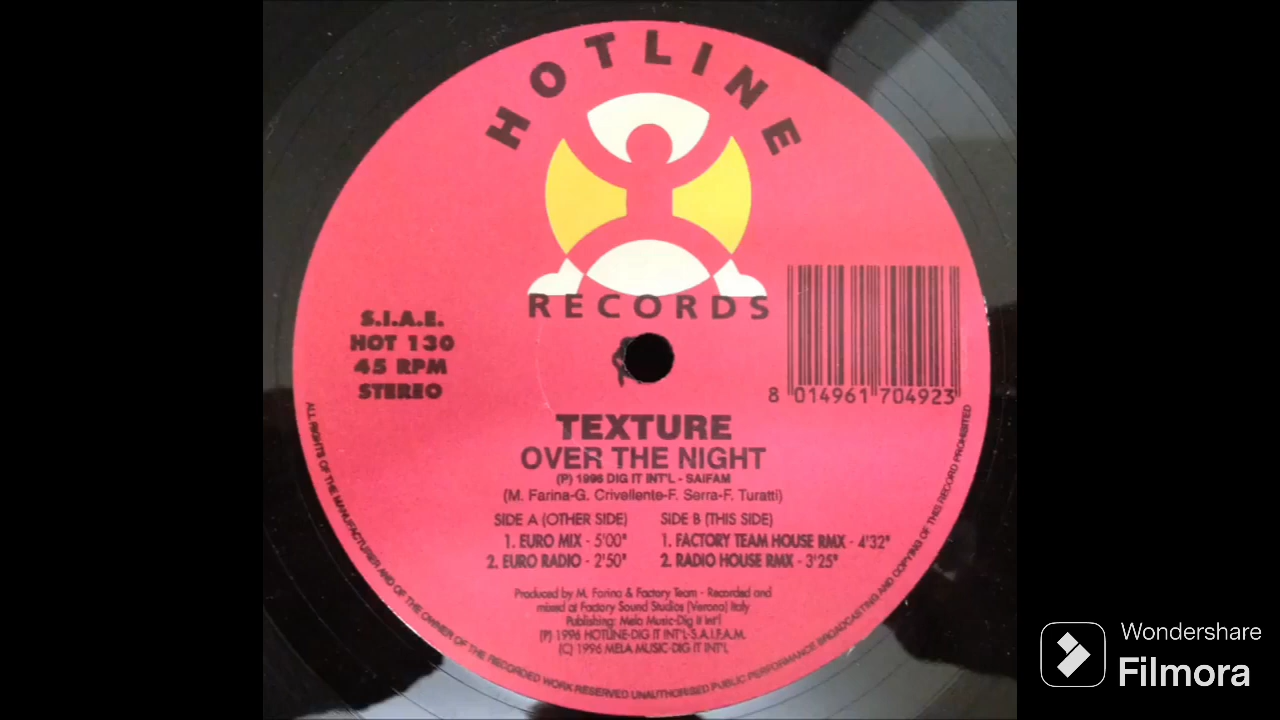 HOTLINE
RECORDS
S.I.A.E.
HOT 130
45 RPM
STEREO
8 014961 704923
TEXTURE
OVER THE NIGHT
(P) 1996 DIG IT INT'L - SAIFAM
(M. Farina-G. Crivellente-F. Serra-F. Turatti)
SIDE A (OTHER SIDE)
1. EURO MIX - 5'00"
2. EURO RADIO - 2'50"
SIDE B (THIS SIDE)
1. FACTORY TEAM HOUSE RMX - 4'32"
2. RADIO HOUSE RMX - 3'25"
Produced by M. Farina & Factory Team - Recorded and
mixed at Factory Sound Studios (Verona) Italy
Publishing: Mela Music-Dig it Int'l
(P) 1996 HOTLINE-DIG IT INT'L-S.A.I.F.A.M.
(C) 1996 MELA MUSIC-DIG IT INT'L
ALL RIGHTS OF THE MANUFACTURER AND OF THE OWNER OF THE RECORDED WORK RESERVED UNAUTHORISED PUBLIC PERFORMANCE BROADCASTING AND COPYING OF THIS RECORD PROHIBITED
Wondershare
Filmora